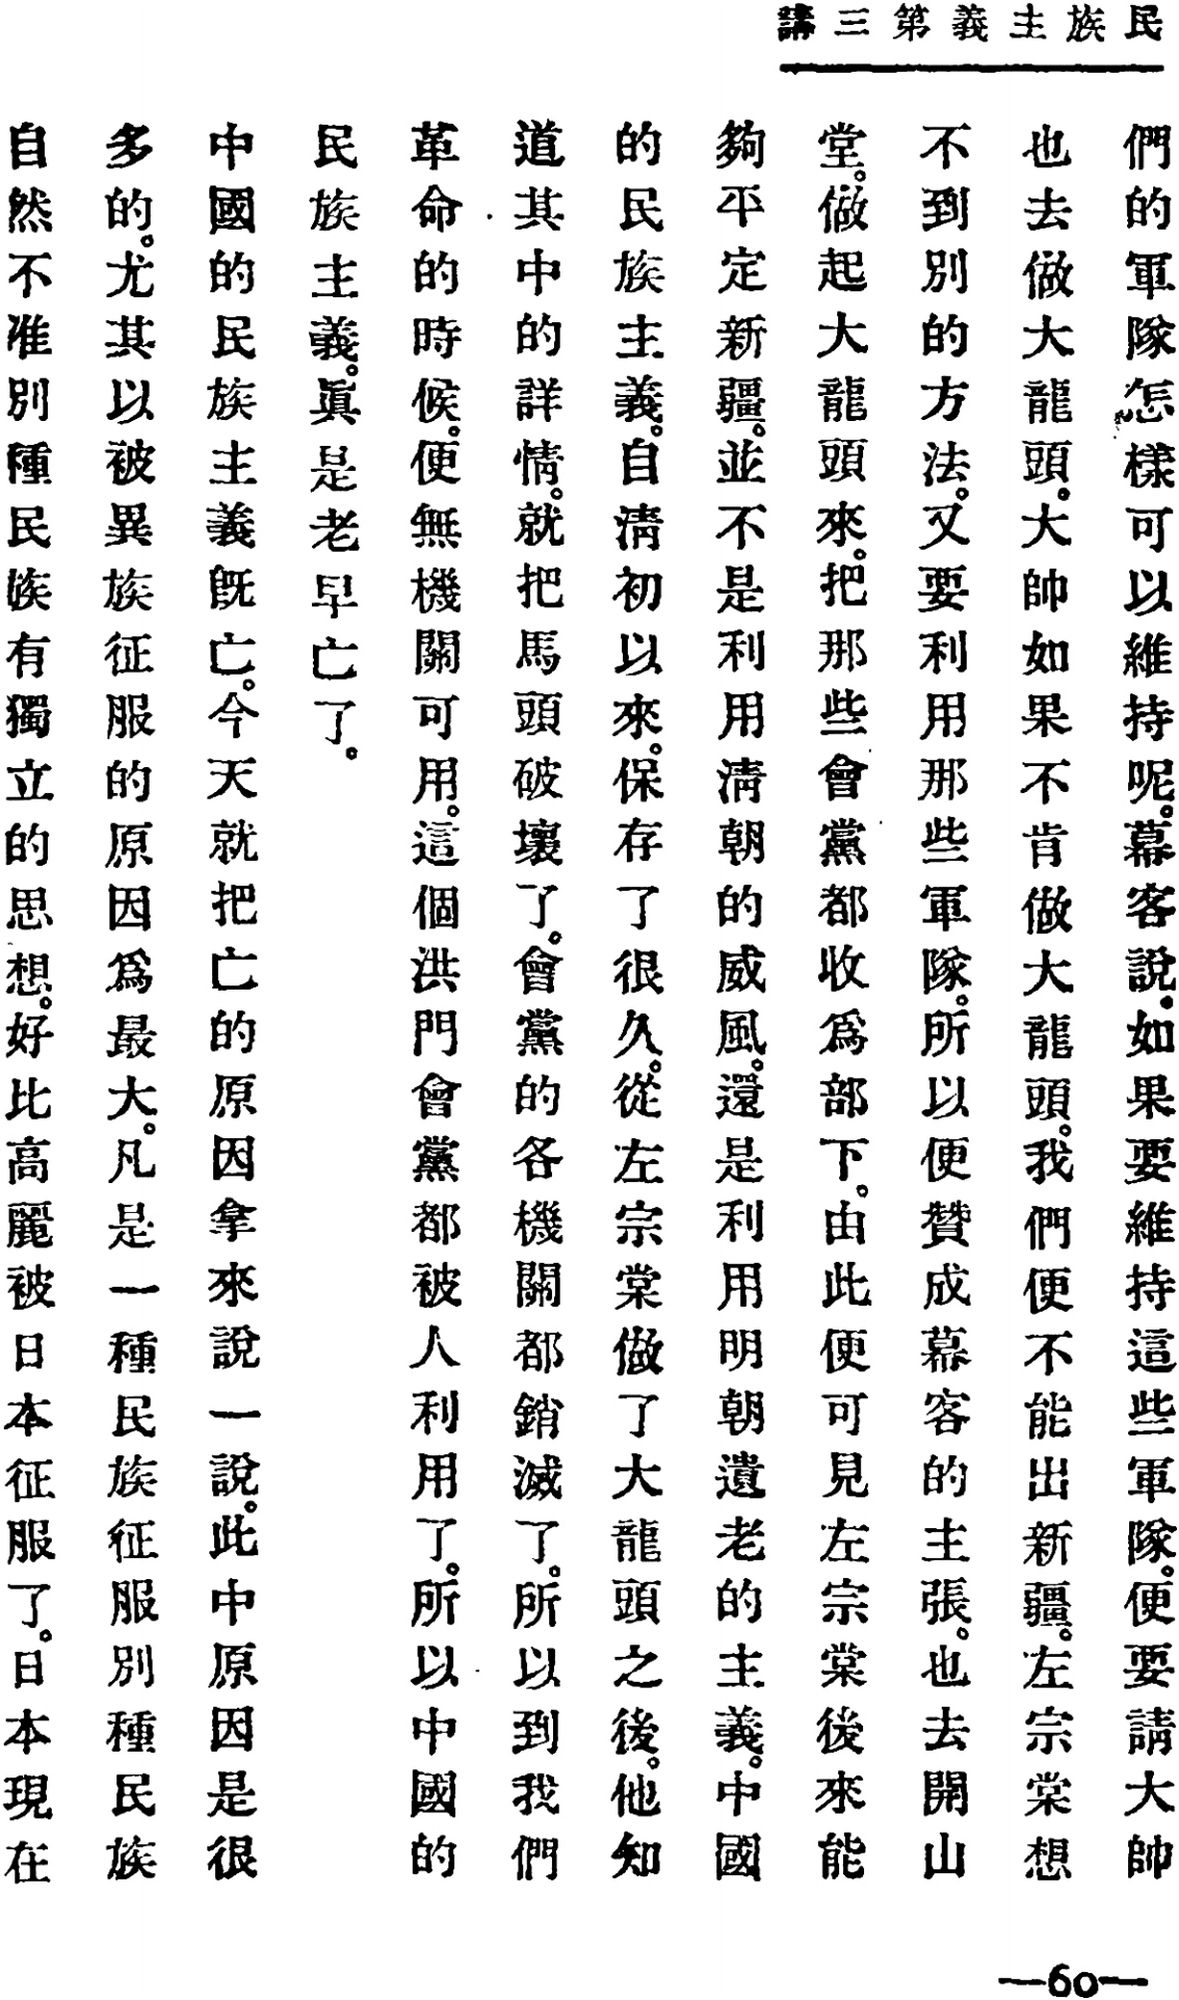 民族主義第三講
們的軍隊怎樣可以維持呢。幕客說。如果要維持這些軍隊。便要請大帥
也去做大龍頭。大帥如果不肯做大龍頭。我們便不能出新疆。左宗棠想
不到別的方法。又要利用那些軍隊。所以便贊成幕客的主張。也去開山
堂。做起大龍頭來。把那些會黨都收爲部下。由此便可見左宗棠後來能
夠平定新疆。並不是利用淸朝的威風。還是利用明朝遺老的主義。中國
的民族主義。自淸初以來。保存了很久。從左宗棠做了大龍頭之後。他知
道其中的詳情。就把馬頭破壞了。會黨的各機關都銷滅了。所以到我們
革命的時候。便無機關可用。這個洪門會黨都被人利用了。所以中國的
民族主義。眞是老早亡了。
中國的民族主義旣亡。今天就把亡的原因拿來說一說。此中原因是很
多的。尤其以被異族征服的原因爲最大。凡是一種民族征服別種民族
自然不准別種民族有獨立的思想。好比高麗被日本征服了。日本現在
—60—